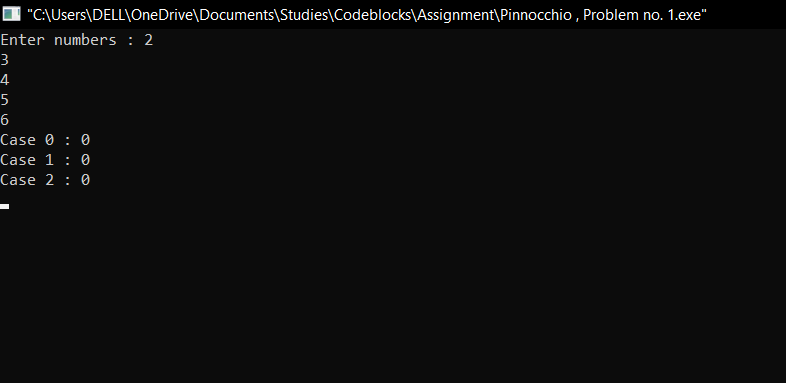 "C:\Users\DELL\OneDrive\Documents\Studies\Codeblocks\Assignment\Pinnocchio , Problem no. 1.exe"
Enter numbers : 2
3
4
5
6
Case 0 : 0
Case 1 : 0
Case 2 : 0